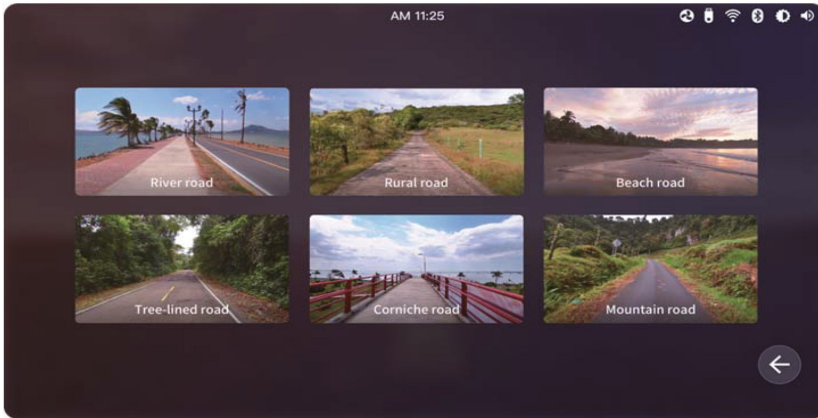 AM 11:25
River road
Rural road
Beach road
Tree-lined road
Corniche road
Mountain road